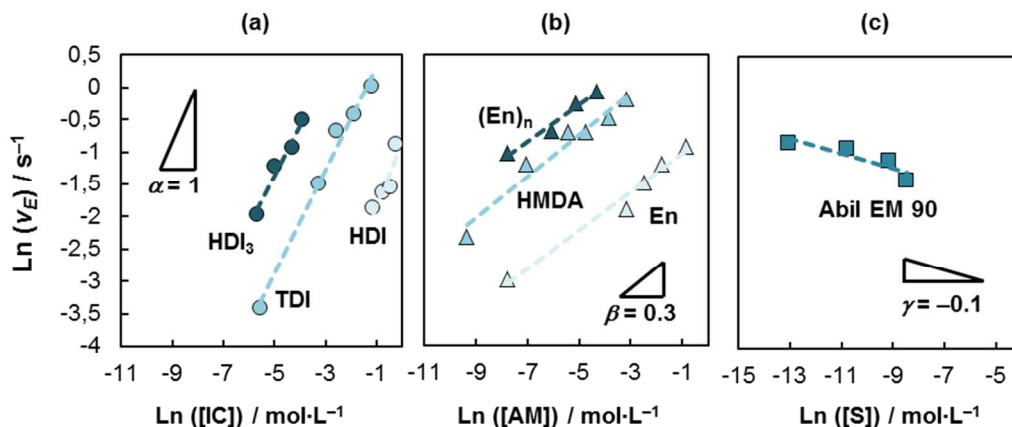 (a)
(b)
(c)
Ln (v_E) / s⁻¹
0,5
0
-0,5
-1
-1,5
-2
-2,5
-3
-3,5
-4
α = 1
HDI₃
TDI
HDI
-11 -9 -7 -5 -3 -1
Ln ([IC]) / mol·L⁻¹
(En)ₙ
HMDA
En
β = 0.3
-11 -9 -7 -5 -3 -1
Ln ([AM]) / mol·L⁻¹
Abil EM 90
γ = –0.1
-15 -13 -11 -9 -7 -5
Ln ([S]) / mol·L⁻¹